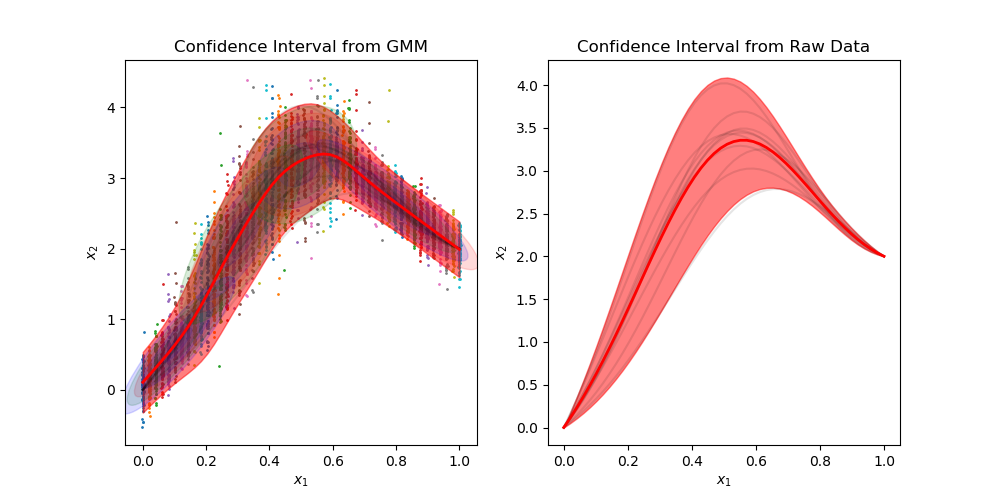 Confidence Interval from GMM
4
3
2
1
0
0.0 0.2 0.4 0.6 0.8 1.0
x₁
x₂
Confidence Interval from Raw Data
4.0
3.5
3.0
2.5
2.0
1.5
1.0
0.5
0.0
0.0 0.2 0.4 0.6 0.8 1.0
x₁
x₂